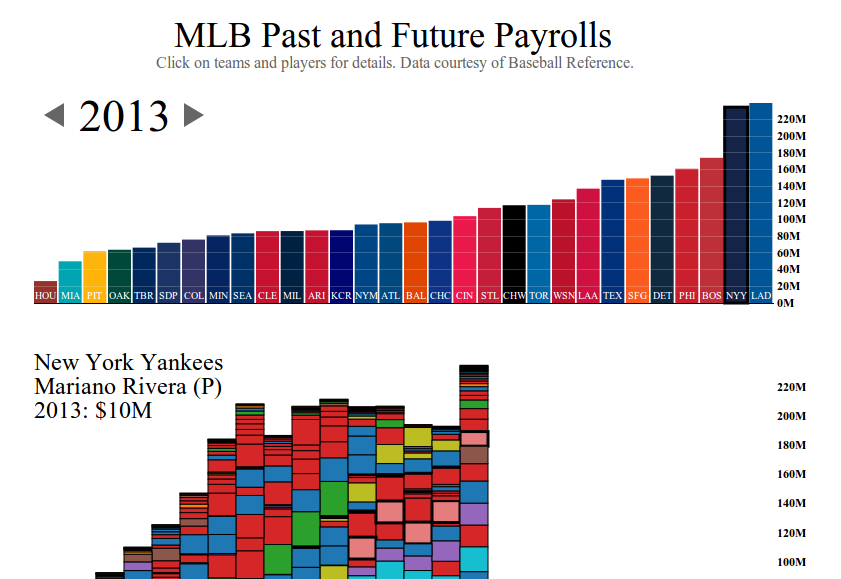 MLB Past and Future Payrolls
Click on teams and players for details. Data courtesy of Baseball Reference.
2013
220M
200M
180M
160M
140M
120M
100M
80M
60M
40M
20M
0M
HOU MIA PIT OAK TBR SDP COL MIN SEA CLE MIL ARI KCR NYM ATL BAL CHC CIN STL CHW TOR WSN LAA TEX SFG DET PHI BOS NYY LAD
New York Yankees
Mariano Rivera (P)
2013: $10M
220M
200M
180M
160M
140M
120M
100M